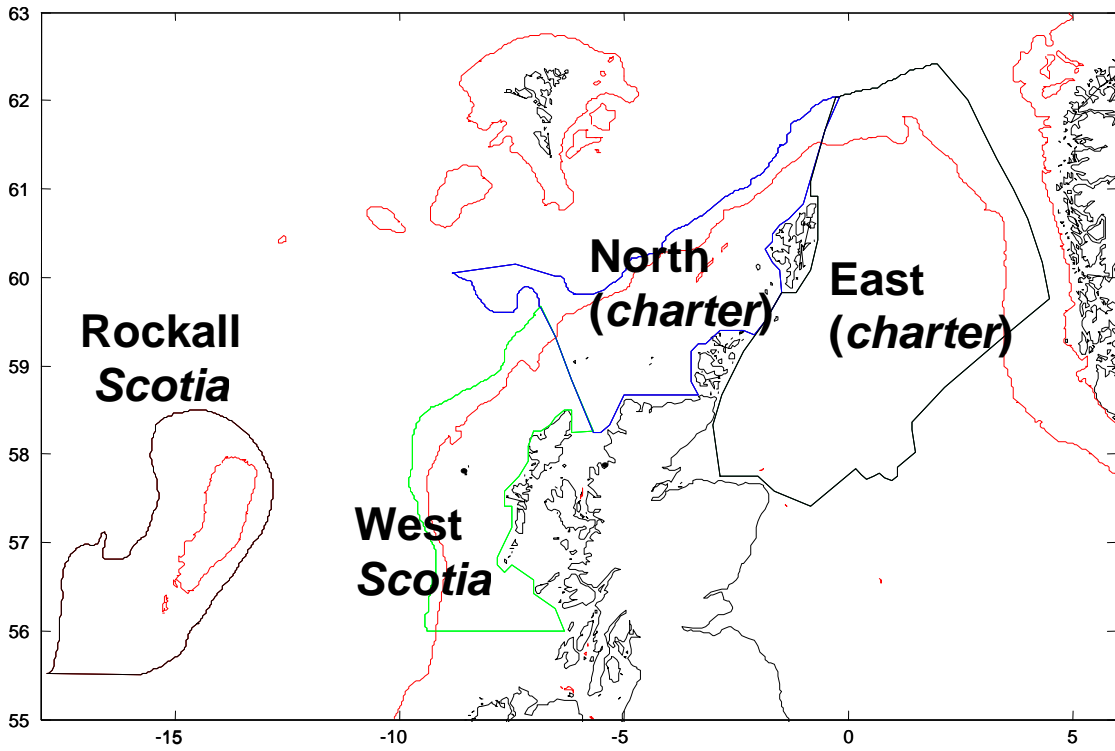 63
62
61
60
59
58
57
56
55
-15
-10
-5
0
5
North
(charter)
East
(charter)
Rockall
Scotia
West
Scotia